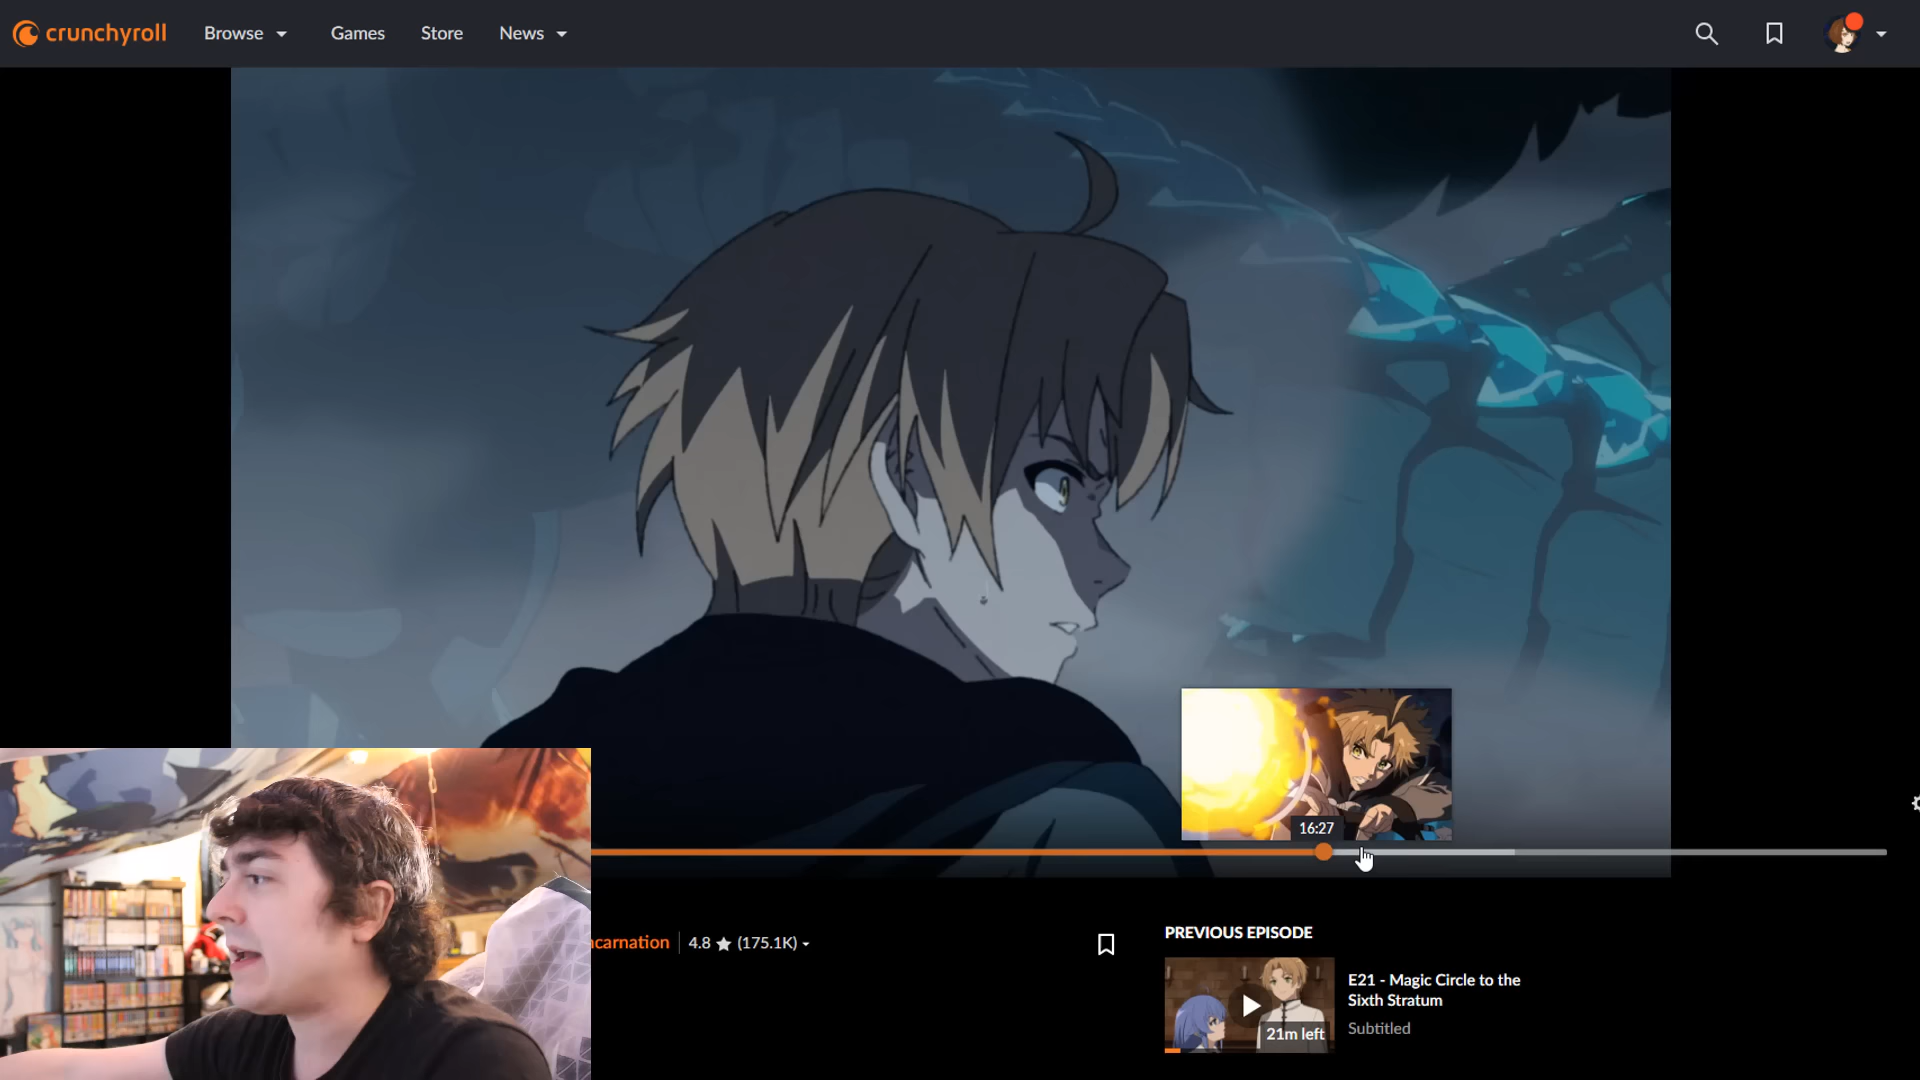 crunchyroll
Browse
Games
Store
News
16:27
ncarnation
4.8
(175.1K)
PREVIOUS EPISODE
E21 - Magic Circle to the
Sixth Stratum
21m left
Subtitled